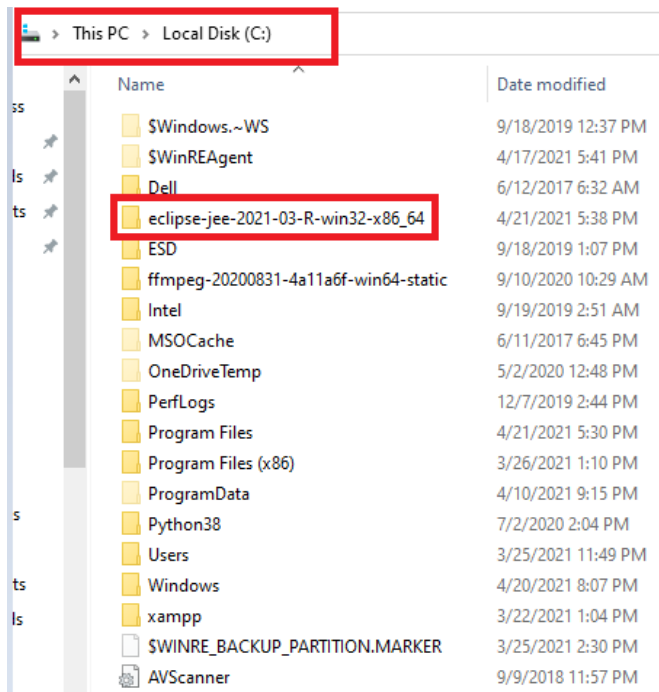 > This PC > Local Disk (C:)
Name Date modified
ss
$Windows.~WS 9/18/2019 12:37 PM
$WinREAgent 4/17/2021 5:41 PM
ls Dell 6/12/2017 6:32 AM
ts eclipse-jee-2021-03-R-win32-x86_64 4/21/2021 5:38 PM
ESD 9/18/2019 1:07 PM
ffmpeg-20200831-4a11a6f-win64-static 9/10/2020 10:29 AM
Intel 9/19/2019 2:51 AM
MSOCache 6/11/2017 6:45 PM
OneDriveTemp 5/2/2020 12:48 PM
PerfLogs 12/7/2019 2:44 PM
Program Files 4/21/2021 5:30 PM
Program Files (x86) 3/26/2021 1:10 PM
ProgramData 4/10/2021 9:15 PM
s Python38 7/2/2020 2:04 PM
Users 3/25/2021 11:49 PM
ts Windows 4/20/2021 8:07 PM
ls xampp 3/22/2021 1:04 PM
$WINRE_BACKUP_PARTITION.MARKER 3/25/2021 2:30 PM
AVScanner 9/9/2018 11:57 PM